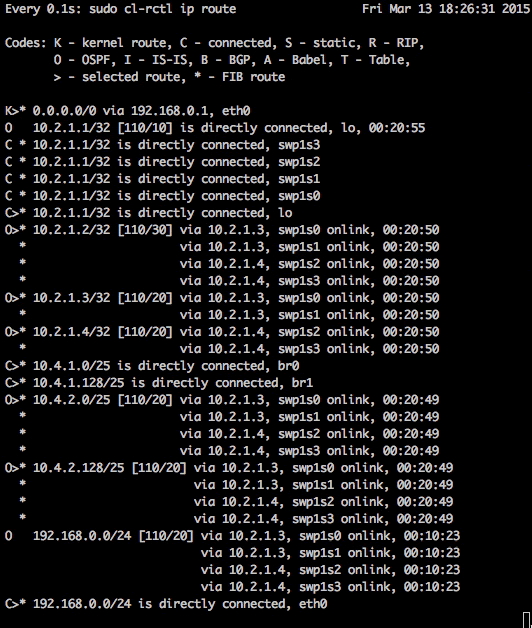 Every 0.1s: sudo cl-rctl ip route                    Fri Mar 13 18:26:31 2015

Codes: K - kernel route, C - connected, S - static, R - RIP,
       O - OSPF, I - IS-IS, B - BGP, A - Babel, T - Table,
       > - selected route, * - FIB route

K>* 0.0.0.0/0 via 192.168.0.1, eth0
O   10.2.1.1/32 [110/10] is directly connected, lo, 00:20:55
C * 10.2.1.1/32 is directly connected, swp1s3
C * 10.2.1.1/32 is directly connected, swp1s2
C * 10.2.1.1/32 is directly connected, swp1s1
C * 10.2.1.1/32 is directly connected, swp1s0
C>* 10.2.1.1/32 is directly connected, lo
O>* 10.2.1.2/32 [110/30] via 10.2.1.3, swp1s0 onlink, 00:20:50
  *                      via 10.2.1.3, swp1s1 onlink, 00:20:50
  *                      via 10.2.1.4, swp1s2 onlink, 00:20:50
  *                      via 10.2.1.4, swp1s3 onlink, 00:20:50
O>* 10.2.1.3/32 [110/20] via 10.2.1.3, swp1s0 onlink, 00:20:50
  *                      via 10.2.1.3, swp1s1 onlink, 00:20:50
O>* 10.2.1.4/32 [110/20] via 10.2.1.4, swp1s2 onlink, 00:20:50
  *                      via 10.2.1.4, swp1s3 onlink, 00:20:50
C>* 10.4.1.0/25 is directly connected, br0
C>* 10.4.1.128/25 is directly connected, br1
O>* 10.4.2.0/25 [110/20] via 10.2.1.3, swp1s0 onlink, 00:20:49
  *                      via 10.2.1.3, swp1s1 onlink, 00:20:49
  *                      via 10.2.1.4, swp1s2 onlink, 00:20:49
  *                      via 10.2.1.4, swp1s3 onlink, 00:20:49
O>* 10.4.2.128/25 [110/20] via 10.2.1.3, swp1s0 onlink, 00:20:49
  *                        via 10.2.1.3, swp1s1 onlink, 00:20:49
  *                        via 10.2.1.4, swp1s2 onlink, 00:20:49
  *                        via 10.2.1.4, swp1s3 onlink, 00:20:49
O   192.168.0.0/24 [110/20] via 10.2.1.3, swp1s0 onlink, 00:10:23
                            via 10.2.1.3, swp1s1 onlink, 00:10:23
                            via 10.2.1.4, swp1s2 onlink, 00:10:23
                            via 10.2.1.4, swp1s3 onlink, 00:10:23
C>* 192.168.0.0/24 is directly connected, eth0